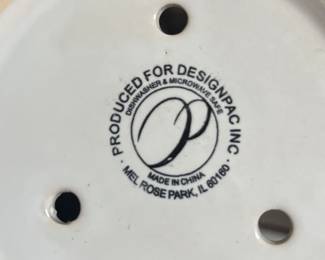 PRODUCED FOR DESIGNPAC INC
DISHWASHER & MICROWAVE SAFE
P
MADE IN CHINA
· MEL ROSE PARK, IL 60160 ·